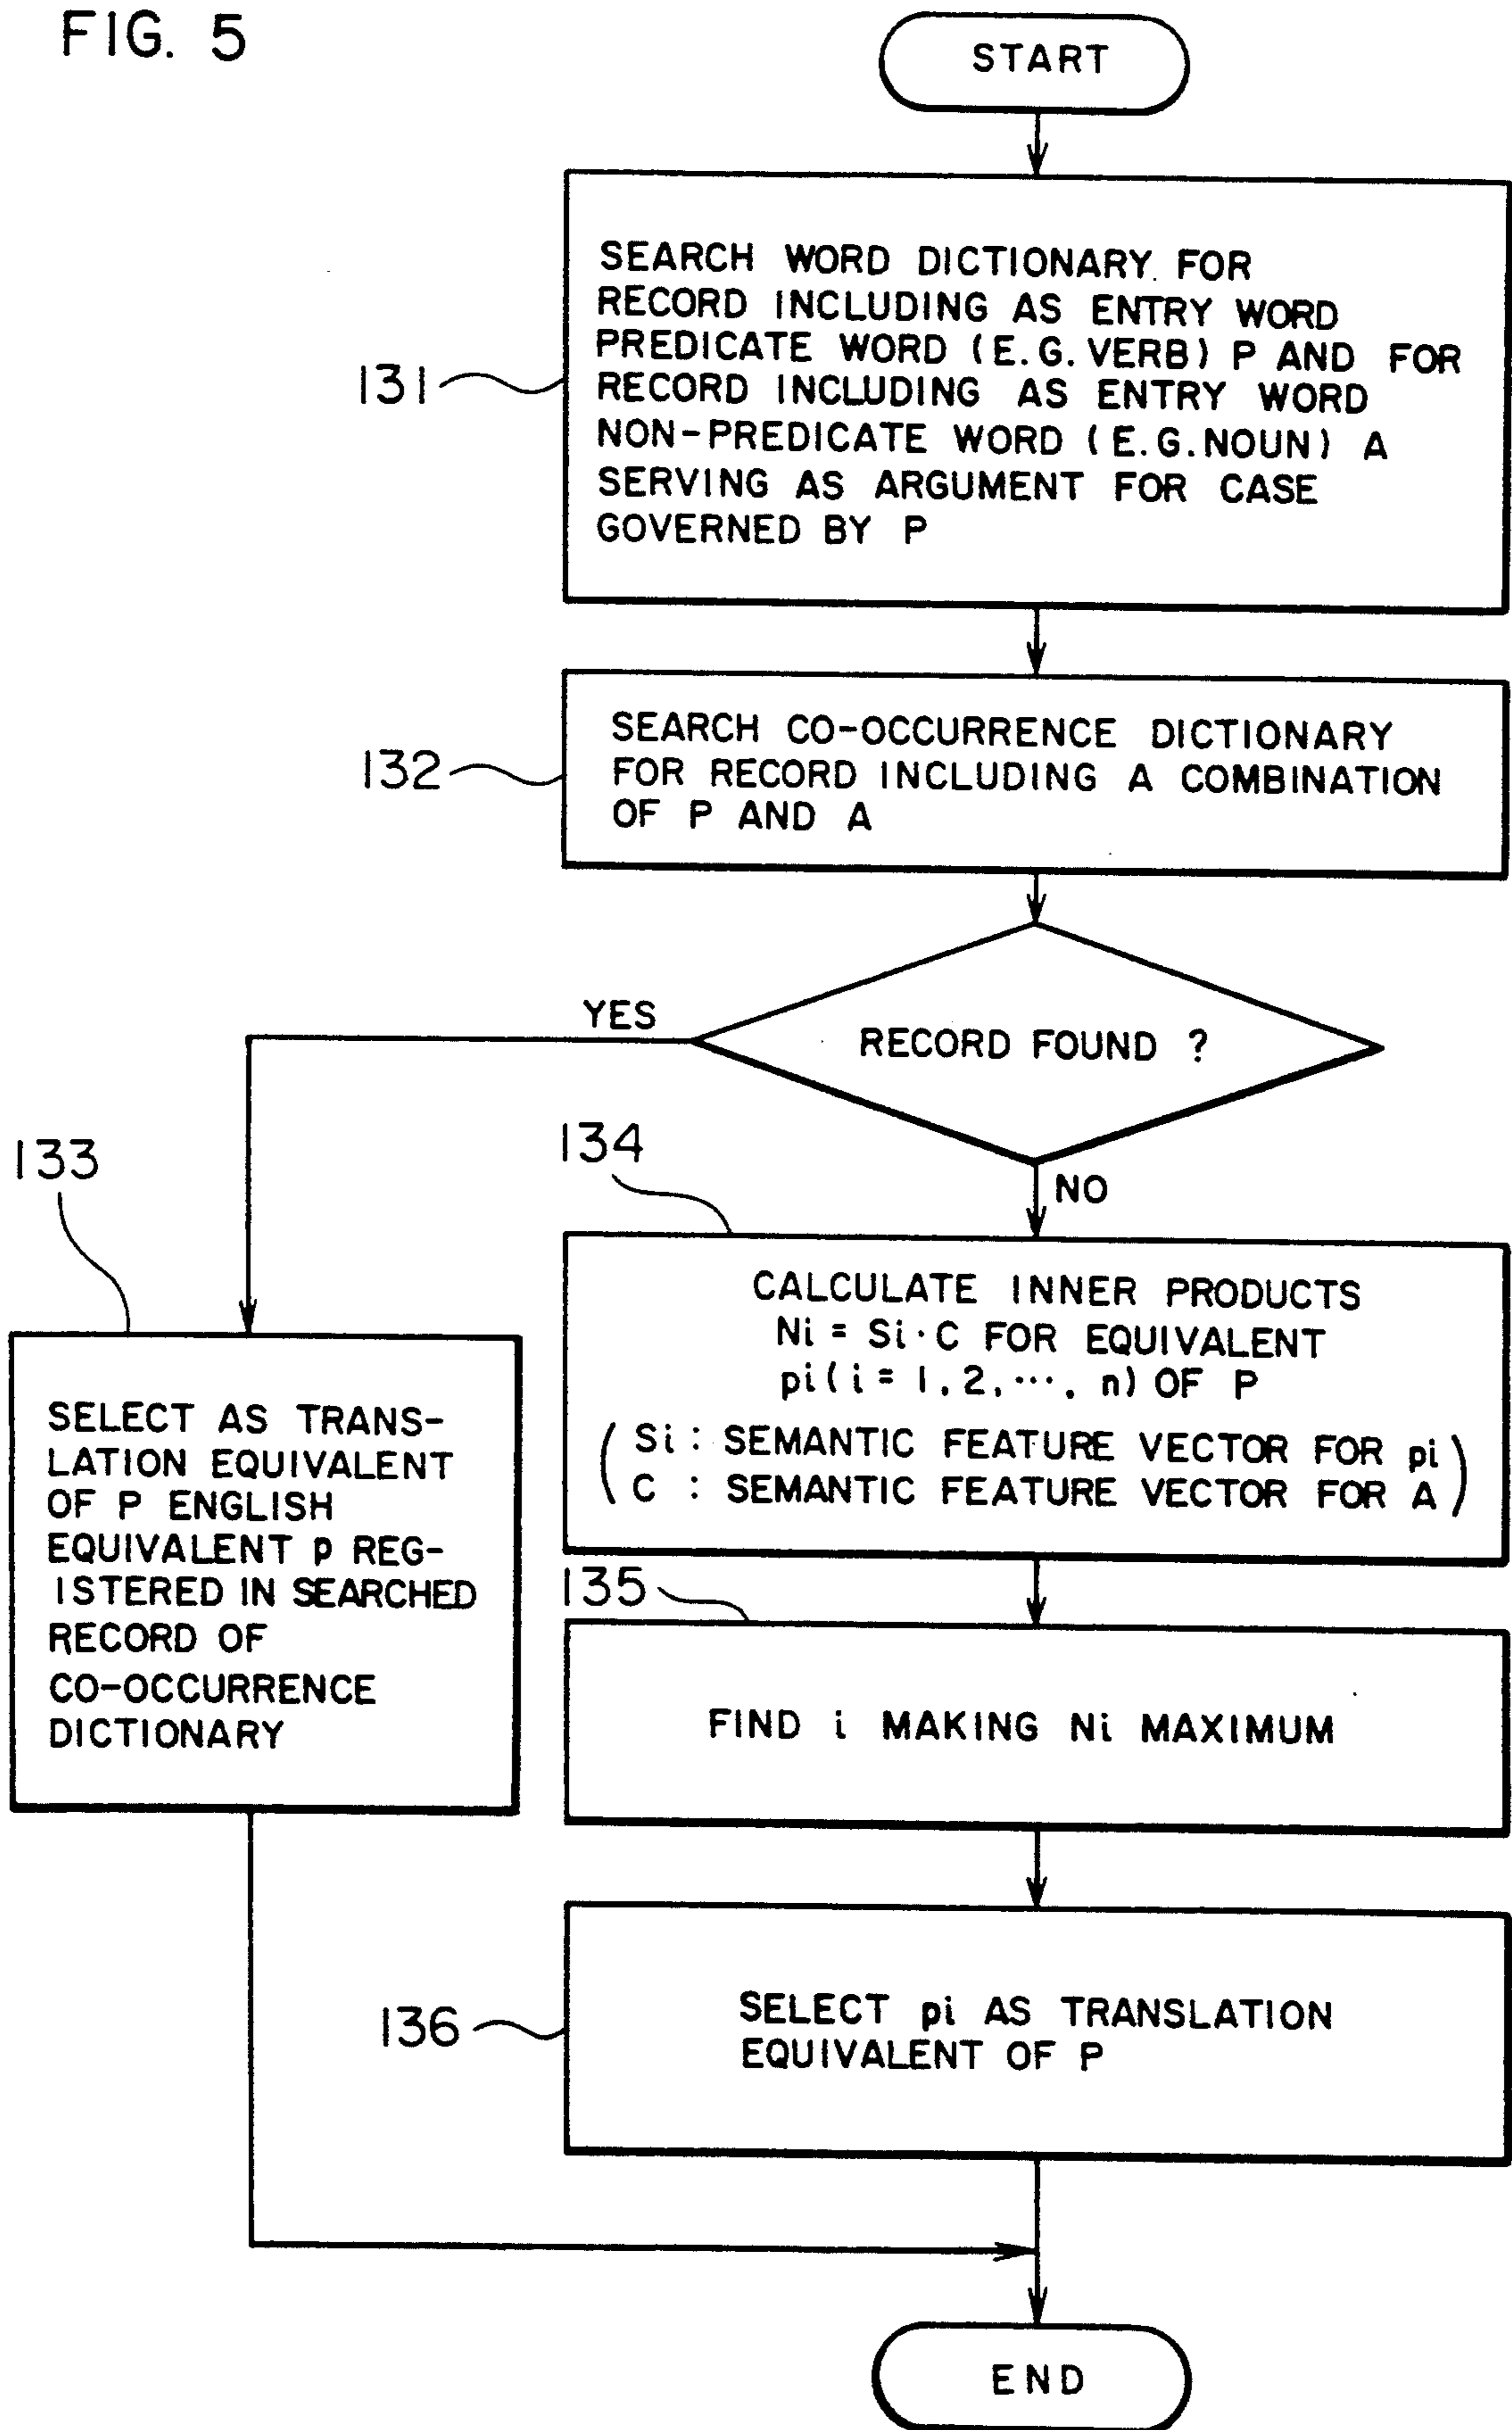 FIG. 5
START
131
SEARCH WORD DICTIONARY FOR
RECORD INCLUDING AS ENTRY WORD
PREDICATE WORD (E.G. VERB) P AND FOR
RECORD INCLUDING AS ENTRY WORD
NON-PREDICATE WORD (E.G. NOUN) A
SERVING AS ARGUMENT FOR CASE
GOVERNED BY P
132
SEARCH CO-OCCURRENCE DICTIONARY
FOR RECORD INCLUDING A COMBINATION
OF P AND A
RECORD FOUND ?
YES
NO
133
SELECT AS TRANS-
LATION EQUIVALENT
OF P ENGLISH
EQUIVALENT p REG-
ISTERED IN SEARCHED
RECORD OF
CO-OCCURRENCE
DICTIONARY
134
CALCULATE INNER PRODUCTS
Ni = Si · C FOR EQUIVALENT
pi (i = 1, 2, ···, n) OF P
( Si : SEMANTIC FEATURE VECTOR FOR pi )
( C : SEMANTIC FEATURE VECTOR FOR A )
135
FIND i MAKING Ni MAXIMUM
136
SELECT pi AS TRANSLATION
EQUIVALENT OF P
END